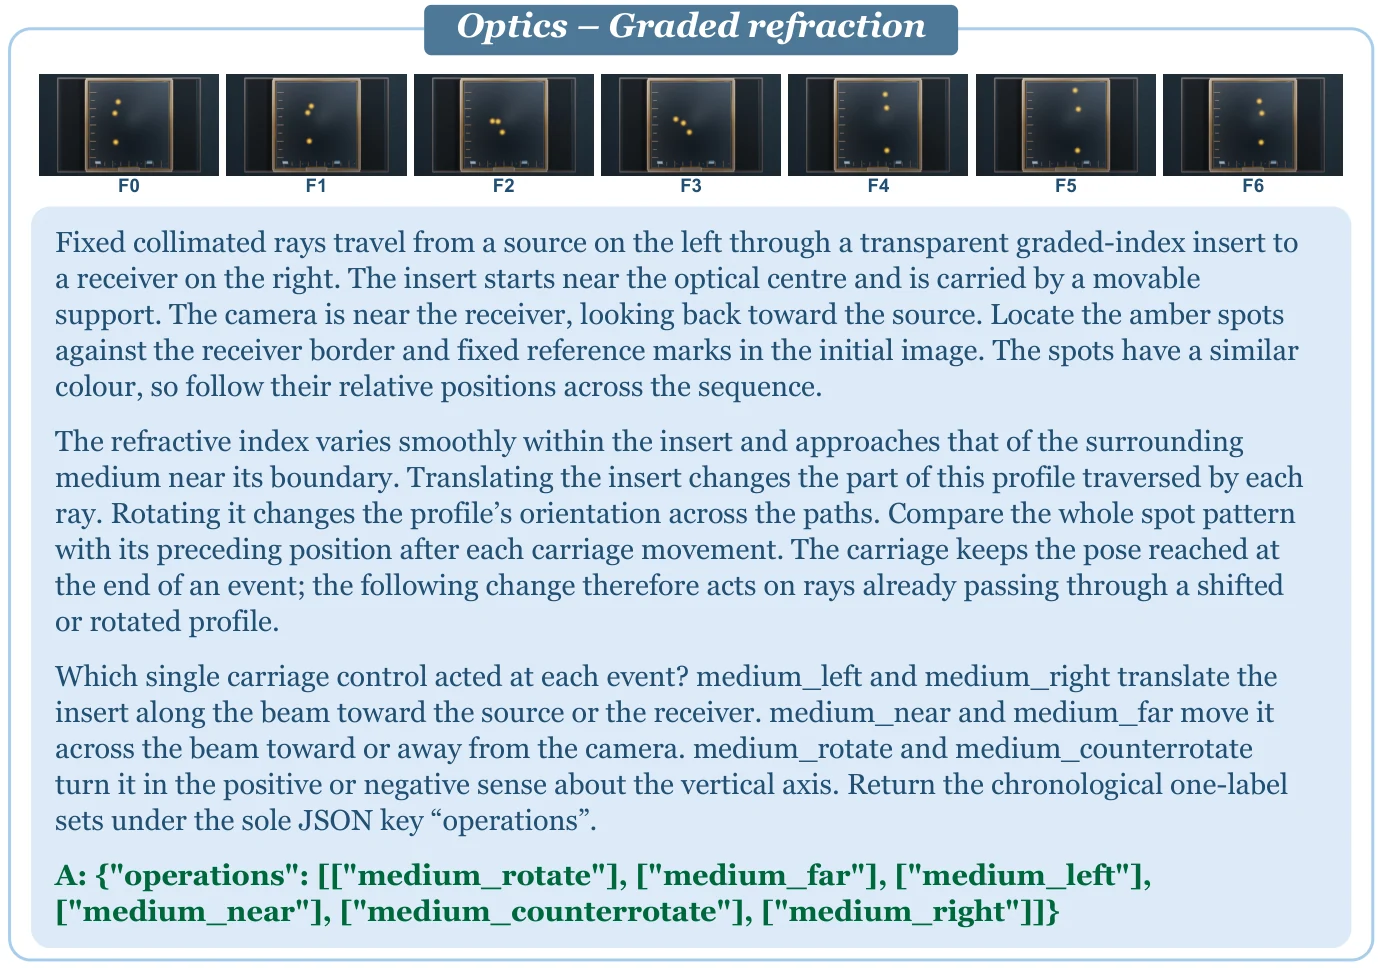 Optics – Graded refraction
F0 F1 F2 F3 F4 F5 F6
Fixed collimated rays travel from a source on the left through a transparent graded-index insert to
a receiver on the right. The insert starts near the optical centre and is carried by a movable
support. The camera is near the receiver, looking back toward the source. Locate the amber spots
against the receiver border and fixed reference marks in the initial image. The spots have a similar
colour, so follow their relative positions across the sequence.
The refractive index varies smoothly within the insert and approaches that of the surrounding
medium near its boundary. Translating the insert changes the part of this profile traversed by each
ray. Rotating it changes the profile’s orientation across the paths. Compare the whole spot pattern
with its preceding position after each carriage movement. The carriage keeps the pose reached at
the end of an event; the following change therefore acts on rays already passing through a shifted
or rotated profile.
Which single carriage control acted at each event? medium_left and medium_right translate the
insert along the beam toward the source or the receiver. medium_near and medium_far move it
across the beam toward or away from the camera. medium_rotate and medium_counterrotate
turn it in the positive or negative sense about the vertical axis. Return the chronological one-label
sets under the sole JSON key “operations”.
A: {"operations": [["medium_rotate"], ["medium_far"], ["medium_left"],
["medium_near"], ["medium_counterrotate"], ["medium_right"]]}